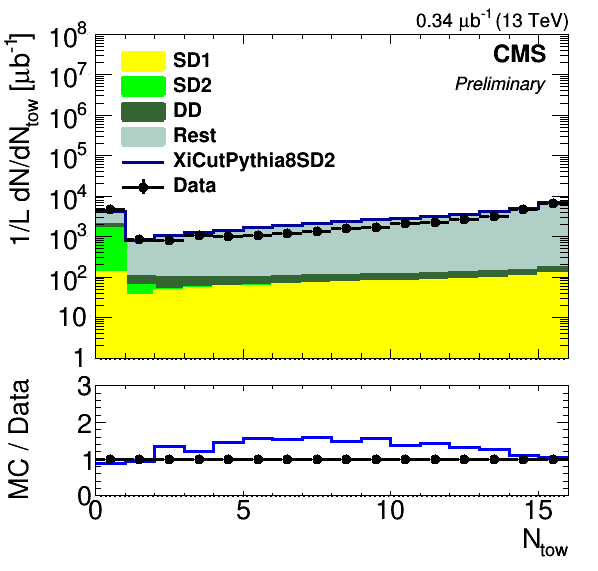 0.34 μb⁻¹ (13 TeV)
1/L dN/dN_tow [μb⁻¹]
10⁸
10⁷
10⁶
10⁵
10⁴
10³
10²
10
1
CMS
Preliminary
SD1
SD2
DD
Rest
XiCutPythia8SD2
Data
MC / Data
3
2
1
0
0 5 10 15
N_tow